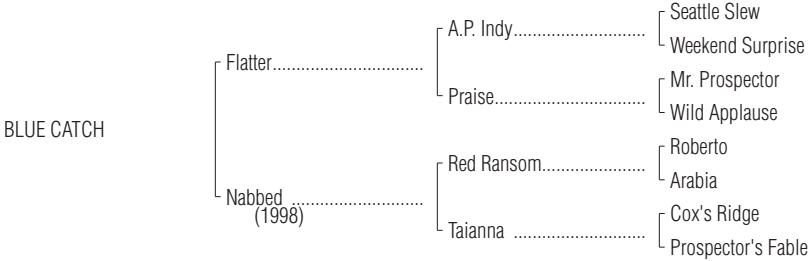 Seattle Slew
A.P. Indy..............................
Weekend Surprise
Flatter..................................
Mr. Prospector
Praise..................................
Wild Applause
BLUE CATCH
Roberto
Red Ransom.......................
Arabia
Nabbed ..............................
(1998)
Cox's Ridge
Taianna ..............................
Prospector's Fable